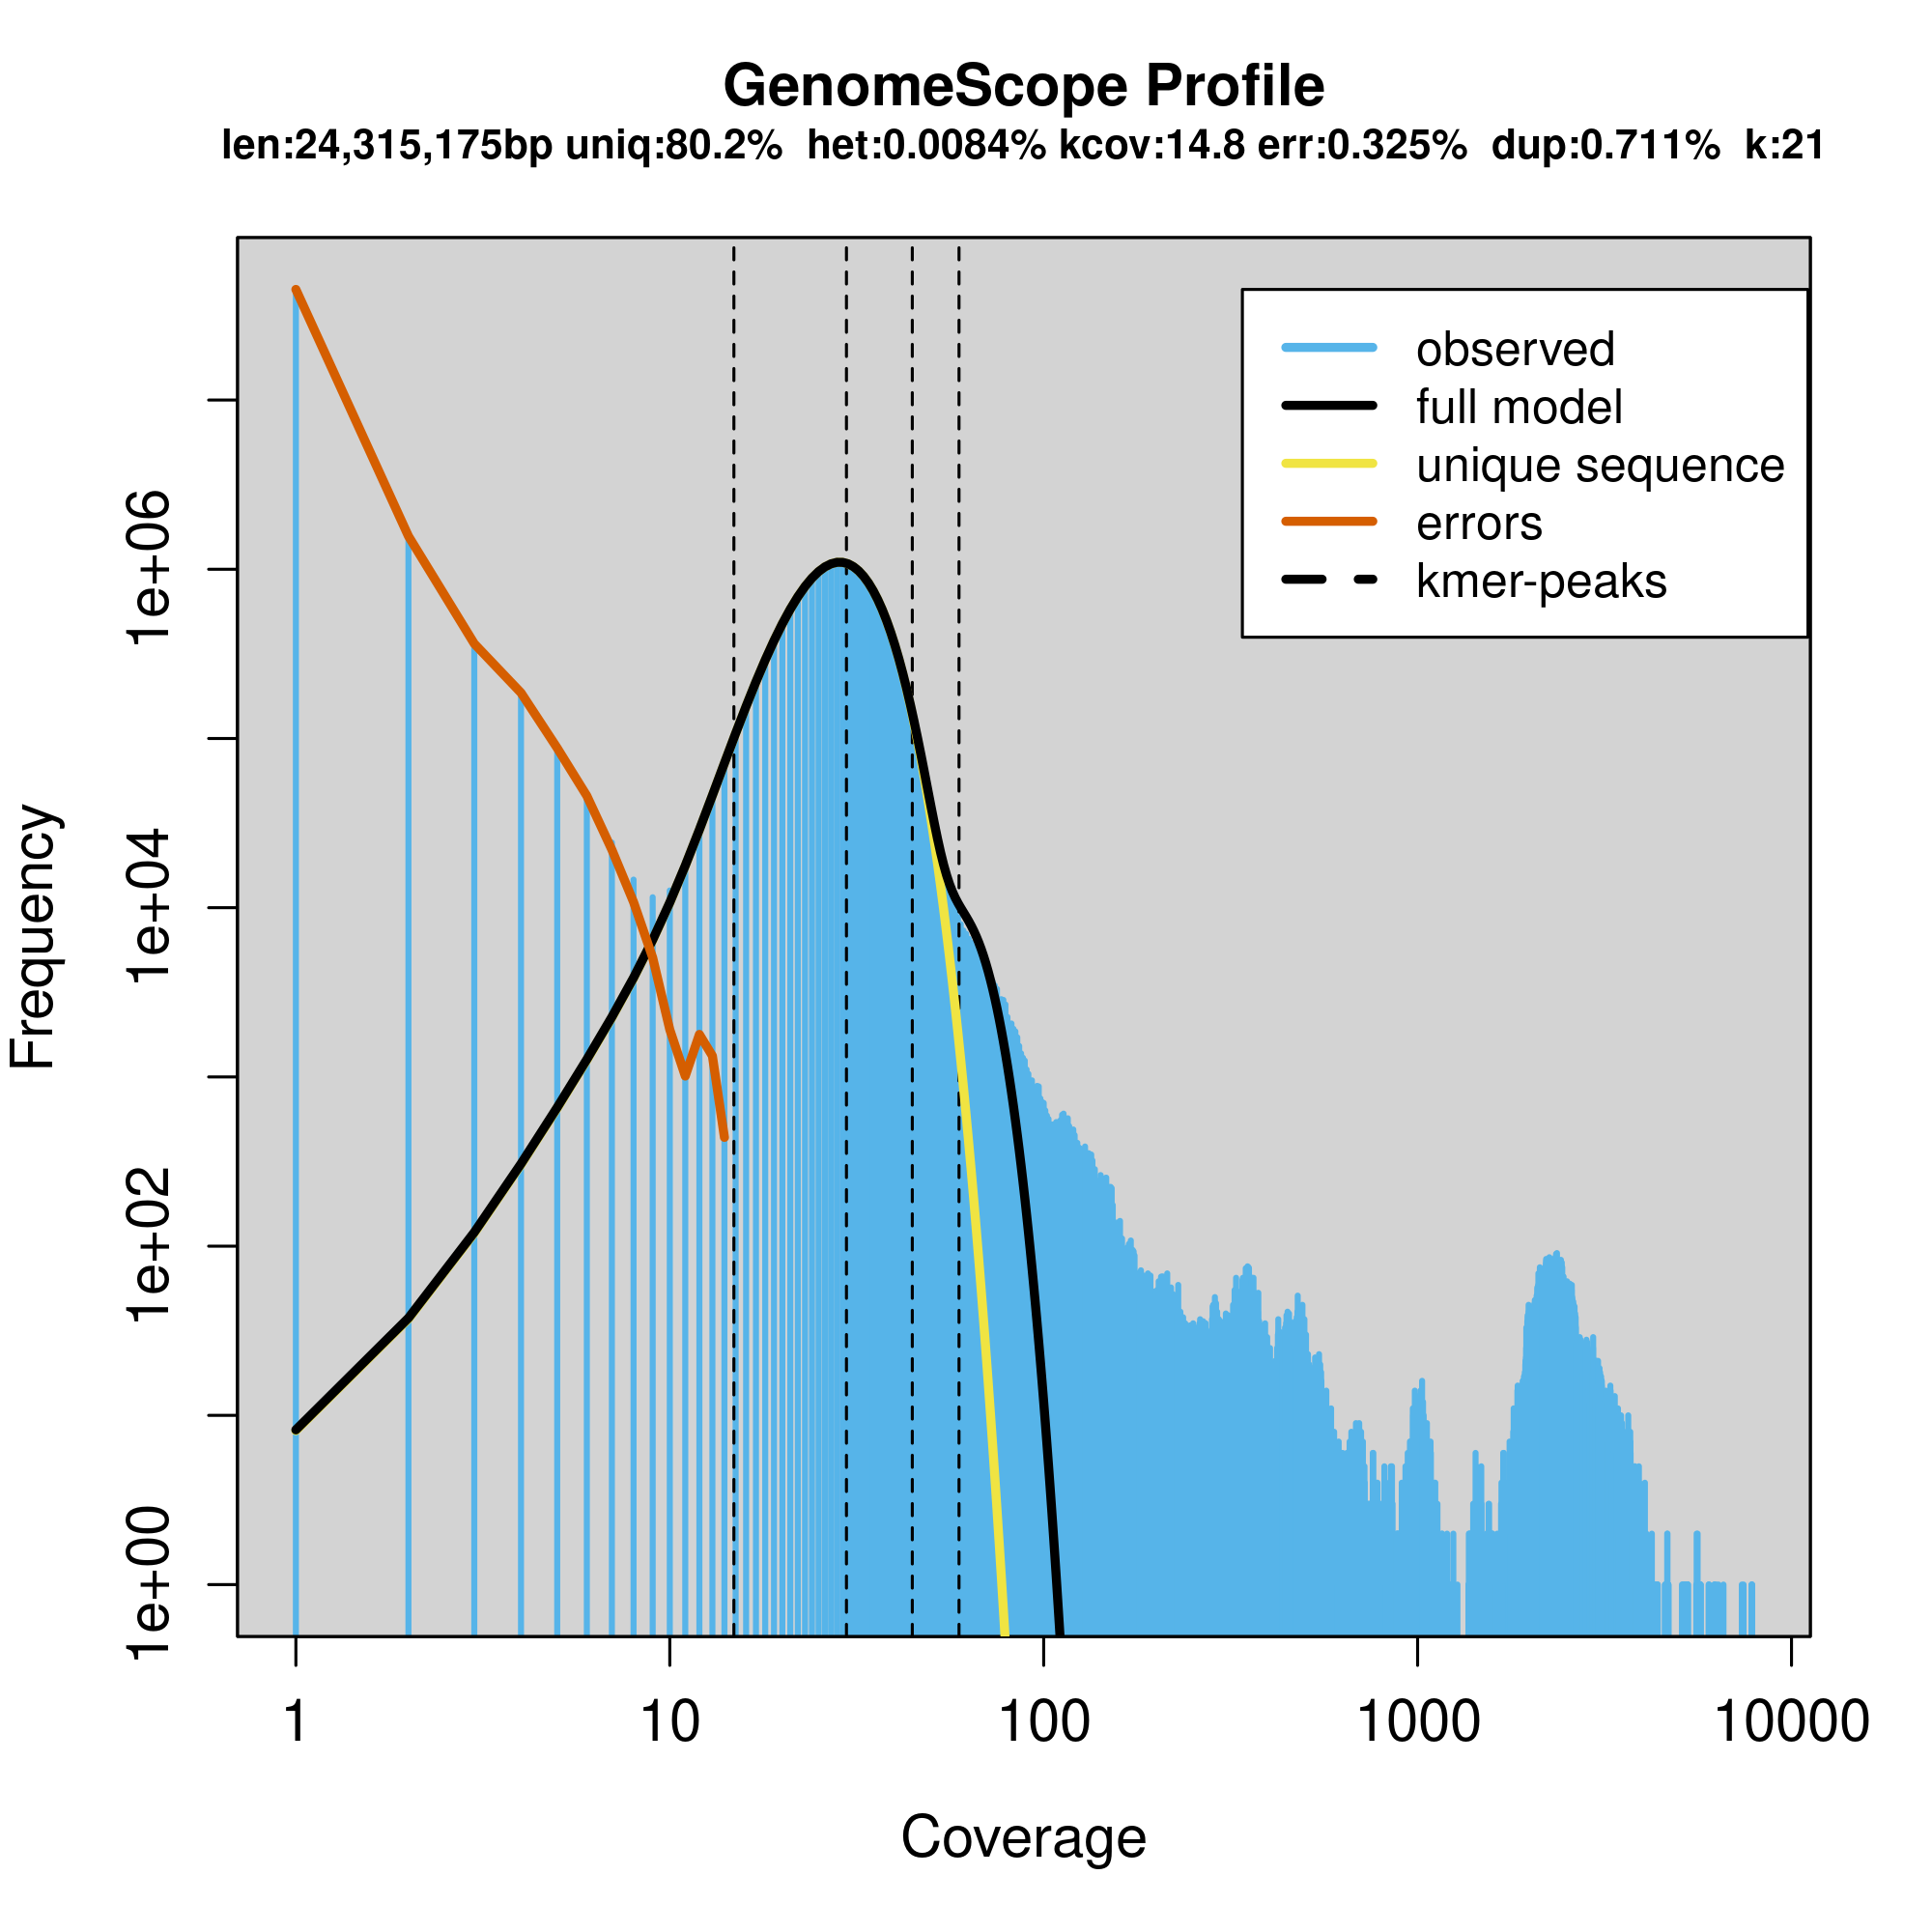 GenomeScope Profile
len:24,315,175bp uniq:80.2% het:0.0084% kcov:14.8 err:0.325% dup:0.711% k:21
observed
full model
unique sequence
errors
kmer-peaks
Frequency
1e+06
1e+04
1e+02
1e+00
1 10 100 1000 10000
Coverage